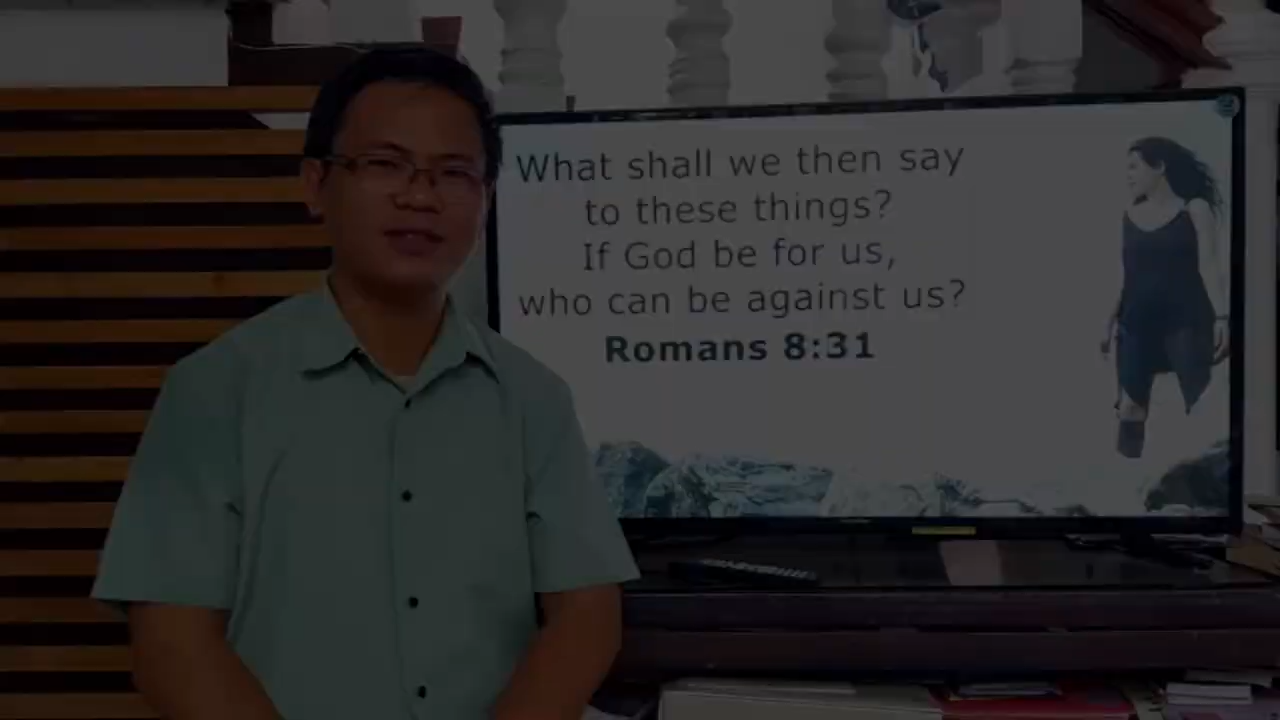 What shall we then say
to these things?
If God be for us,
who can be against us?
Romans 8:31